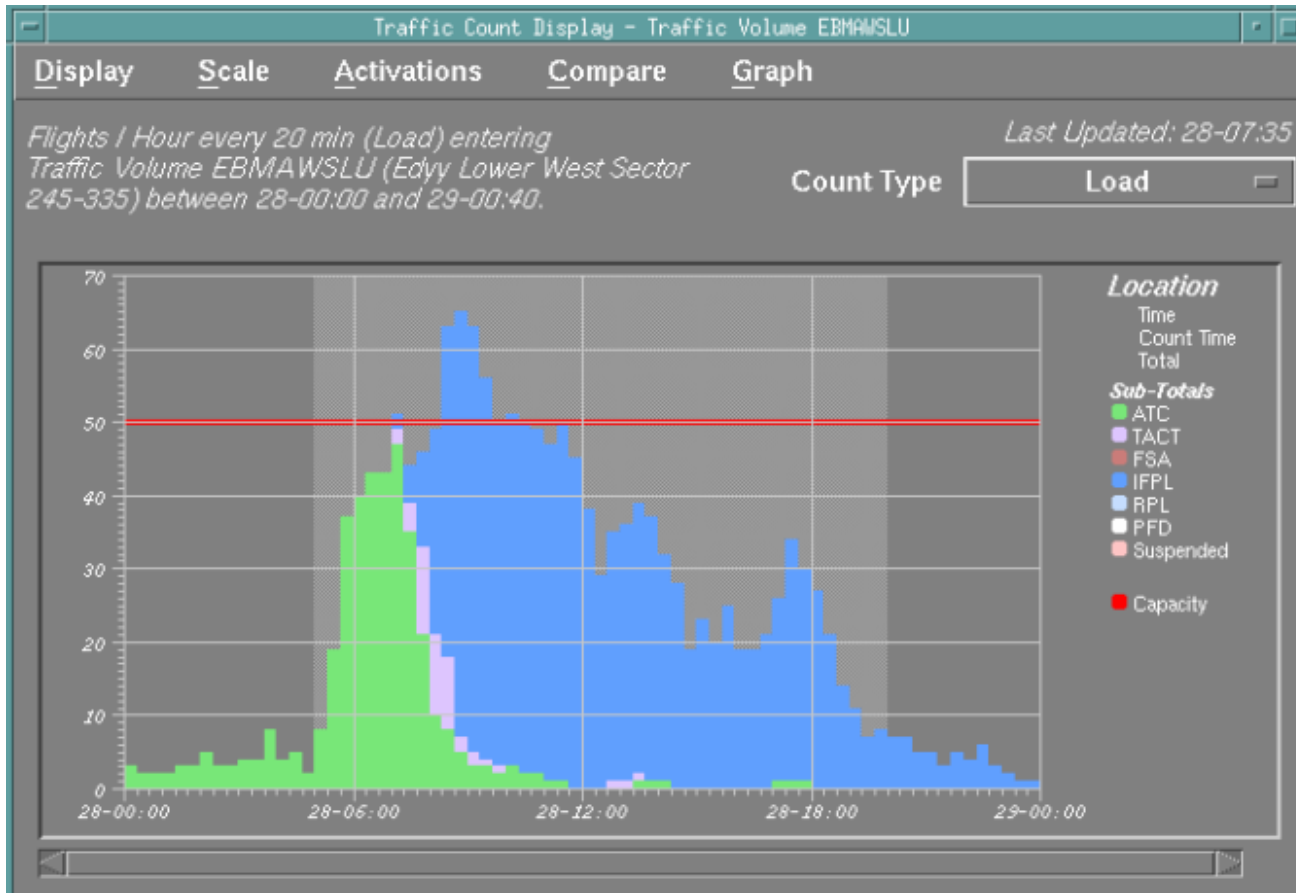 Traffic Count Display - Traffic Volume EBMAWSLU
Display Scale Activations Compare Graph
Flights / Hour every 20 min (Load) entering
Traffic Volume EBMAWSLU (Edyy Lower West Sector
245-335) between 28-00:00 and 29-00:40.
Last Updated: 28-07:35
Count Type Load
70
60
50
40
30
20
10
0
28-00:00 28-06:00 28-12:00 28-18:00 29-00:00
Location
Time
Count Time
Total
Sub-Totals
ATC
TACT
FSA
IFPL
RPL
PFD
Suspended
Capacity